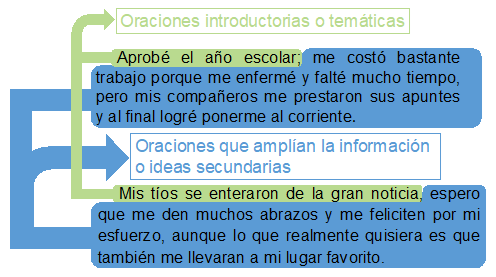 Oraciones introductorias o temáticas
Aprobé el año escolar; me costó bastante
trabajo porque me enfermé y falté mucho tiempo,
pero mis compañeros me prestaron sus apuntes
y al final logré ponerme al corriente.
Oraciones que amplían la información
o ideas secundarias
Mis tíos se enteraron de la gran noticia, espero
que me den muchos abrazos y me feliciten por mi
esfuerzo, aunque lo que realmente quisiera es que
también me llevaran a mi lugar favorito.